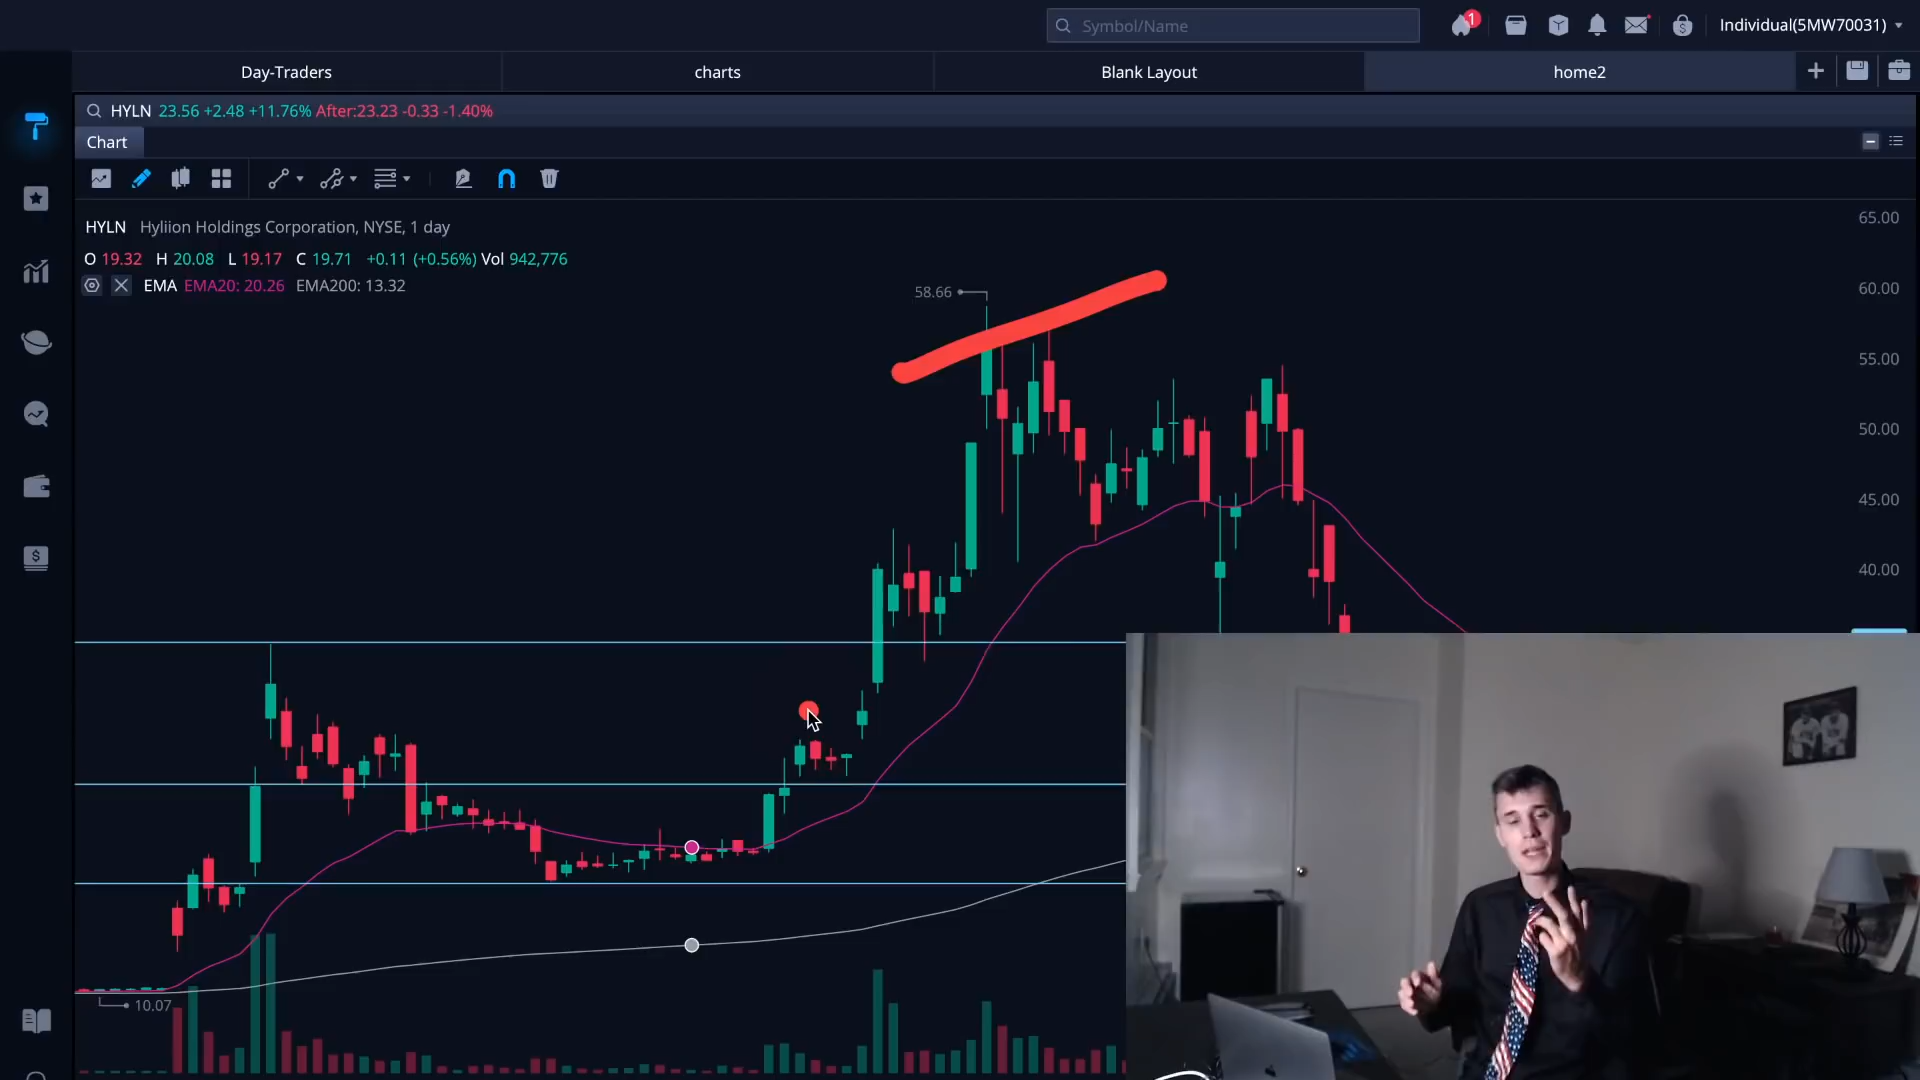 Symbol/Name
1
Individual(5MW70031)
Day-Traders
charts
Blank Layout
home2
HYLN 23.56 +2.48 +11.76% After:23.23 -0.33 -1.40%
Chart
HYLN Hyliion Holdings Corporation, NYSE, 1 day
O 19.32 H 20.08 L 19.17 C 19.71 +0.11 (+0.56%) Vol 942,776
EMA EMA20: 20.26 EMA200: 13.32
58.66
65.00
60.00
55.00
50.00
45.00
40.00
10.07